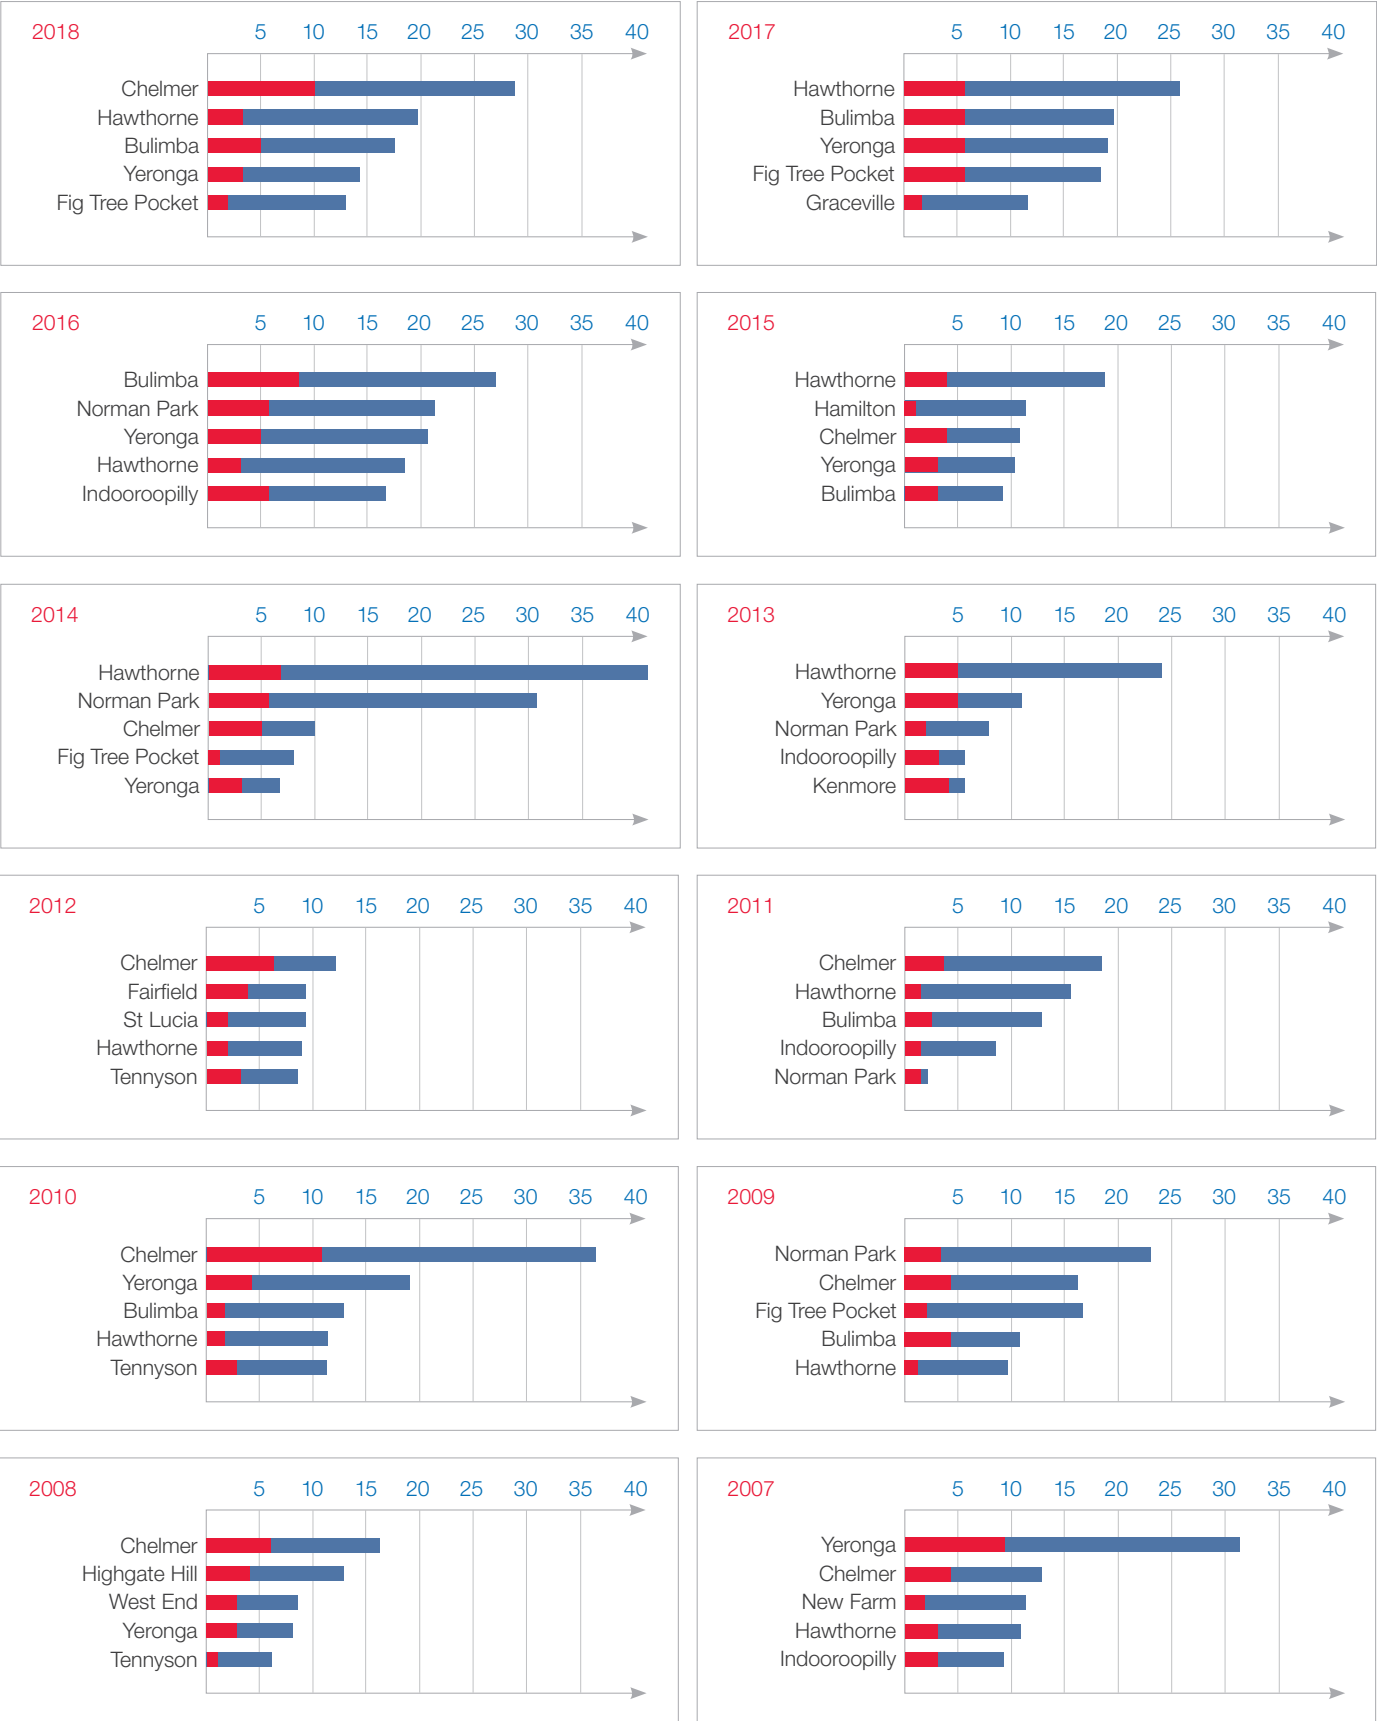 2018
5 10 15 20 25 30 35 40
Chelmer
Hawthorne
Bulimba
Yeronga
Fig Tree Pocket
2017
5 10 15 20 25 30 35 40
Hawthorne
Bulimba
Yeronga
Fig Tree Pocket
Graceville
2016
5 10 15 20 25 30 35 40
Bulimba
Norman Park
Yeronga
Hawthorne
Indooroopilly
2015
5 10 15 20 25 30 35 40
Hawthorne
Hamilton
Chelmer
Yeronga
Bulimba
2014
5 10 15 20 25 30 35 40
Hawthorne
Norman Park
Chelmer
Fig Tree Pocket
Yeronga
2013
5 10 15 20 25 30 35 40
Hawthorne
Yeronga
Norman Park
Indooroopilly
Kenmore
2012
5 10 15 20 25 30 35 40
Chelmer
Fairfield
St Lucia
Hawthorne
Tennyson
2011
5 10 15 20 25 30 35 40
Chelmer
Hawthorne
Bulimba
Indooroopilly
Norman Park
2010
5 10 15 20 25 30 35 40
Chelmer
Yeronga
Bulimba
Hawthorne
Tennyson
2009
5 10 15 20 25 30 35 40
Norman Park
Chelmer
Fig Tree Pocket
Bulimba
Hawthorne
2008
5 10 15 20 25 30 35 40
Chelmer
Highgate Hill
West End
Yeronga
Tennyson
2007
5 10 15 20 25 30 35 40
Yeronga
Chelmer
New Farm
Hawthorne
Indooroopilly